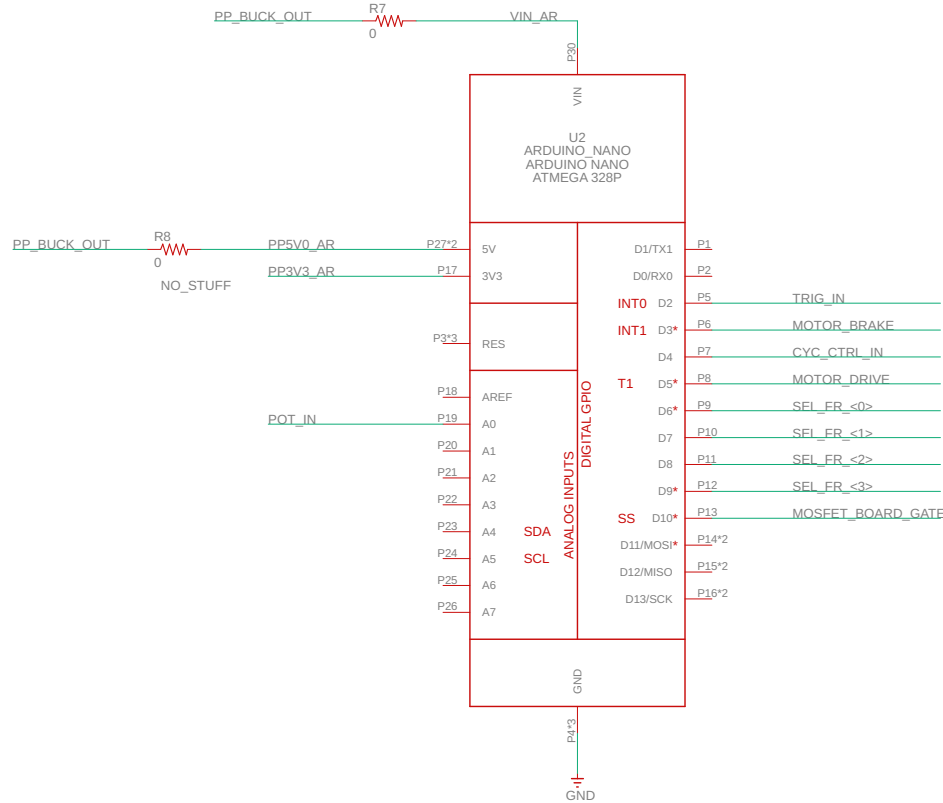 PP_BUCK_OUT
R7
0
VIN_AR
P30
VIN
U2
ARDUINO_NANO
ARDUINO NANO
ATMEGA 328P
PP_BUCK_OUT
R8
0
NO_STUFF
PP5V0_AR
P27*2
5V
PP3V3_AR
P17
3V3
P3*3
RES
P18
AREF
POT_IN
P19
A0
P20
A1
P21
A2
P22
A3
P23
A4
SDA
P24
A5
SCL
P25
A6
P26
A7
ANALOG INPUTS
DIGITAL GPIO
D1/TX1
P1
D0/RX0
P2
INT0
D2
P5
TRIG_IN
INT1
D3*
P6
MOTOR_BRAKE
D4
P7
CYC_CTRL_IN
T1
D5*
P8
MOTOR_DRIVE
D6*
P9
SEL_FR_<0>
D7
P10
SEL_FR_<1>
D8
P11
SEL_FR_<2>
D9*
P12
SEL_FR_<3>
SS
D10*
P13
MOSFET_BOARD_GATE
D11/MOSI*
P14*2
D12/MISO
P15*2
D13/SCK
P16*2
GND
P4*3
GND